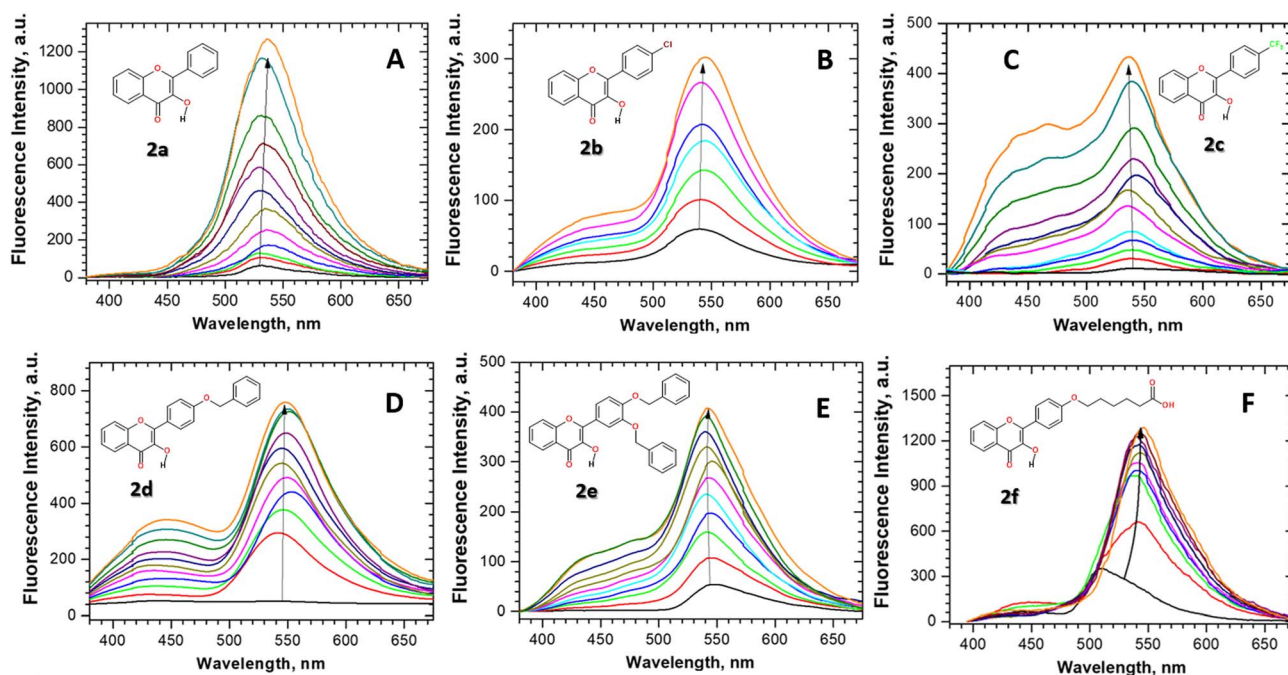 A
2a
Fluorescence Intensity, a.u.
1200
1000
800
600
400
200
0
400 450 500 550 600 650
Wavelength, nm
O
O
O
H
B
2b
Fluorescence Intensity, a.u.
300
200
100
0
400 450 500 550 600 650
Wavelength, nm
Cl
O
O
O
H
C
2c
Fluorescence Intensity, a.u.
500
400
300
200
100
0
400 450 500 550 600 650
Wavelength, nm
O
O
O
H
D
2d
Fluorescence Intensity, a.u.
800
600
400
200
0
400 450 500 550 600 650
Wavelength, nm
O
O
O
O
H
E
2e
Fluorescence Intensity, a.u.
500
400
300
200
100
0
400 450 500 550 600 650
Wavelength, nm
O
O
O
O
O
H
F
2f
Fluorescence Intensity, a.u.
1500
1200
900
600
300
0
400 450 500 550 600 650
Wavelength, nm
O
O
OH
O
O
O
H